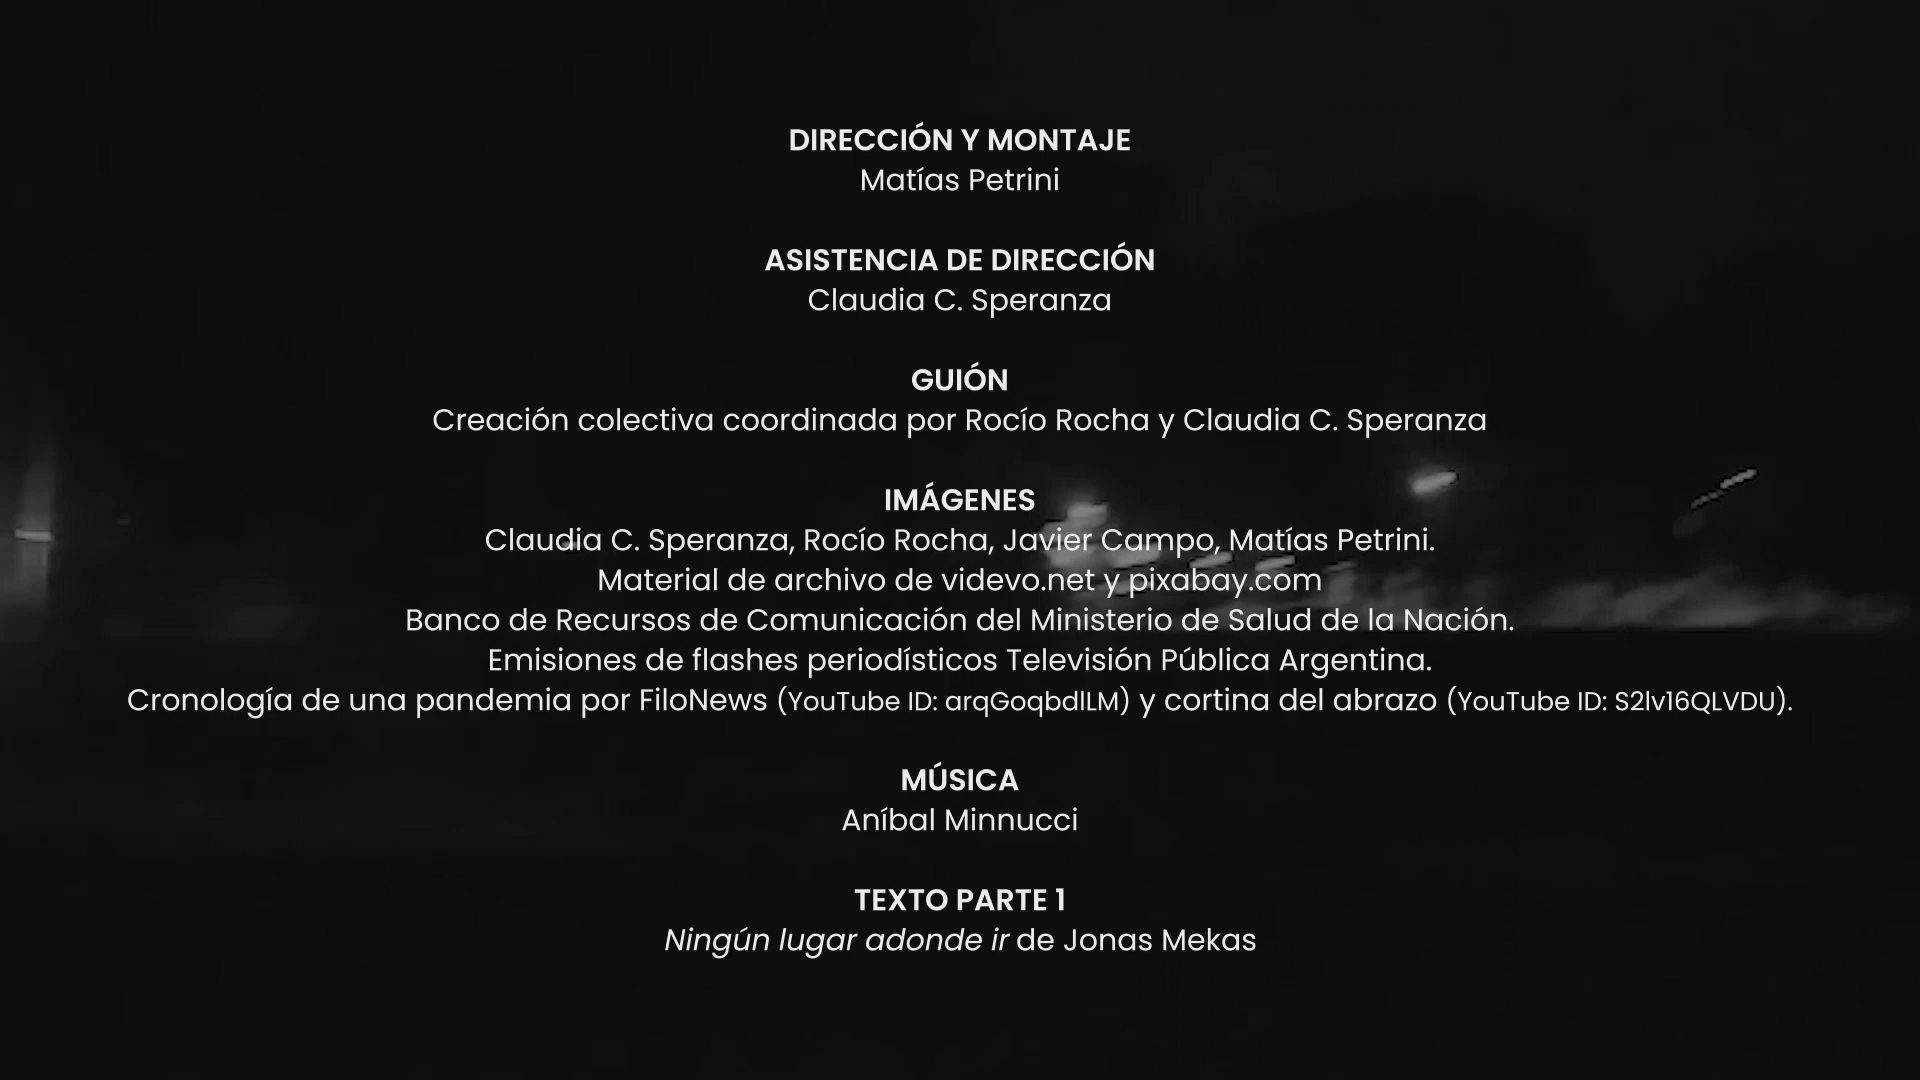 DIRECCIÓN Y MONTAJE
Matías Petrini
ASISTENCIA DE DIRECCIÓN
Claudia C. Speranza
GUIÓN
Creación colectiva coordinada por Rocío Rocha y Claudia C. Speranza
IMÁGENES
Claudia C. Speranza, Rocío Rocha, Javier Campo, Matías Petrini.
Material de archivo de videvo.net y pixabay.com
Banco de Recursos de Comunicación del Ministerio de Salud de la Nación.
Emisiones de flashes periodísticos Televisión Pública Argentina.
Cronología de una pandemia por FiloNews (YouTube ID: arqGoqbdlLM) y cortina del abrazo (YouTube ID: S2lv16QLVDU).
MÚSICA
Aníbal Minnucci
TEXTO PARTE 1
Ningún lugar adonde ir de Jonas Mekas